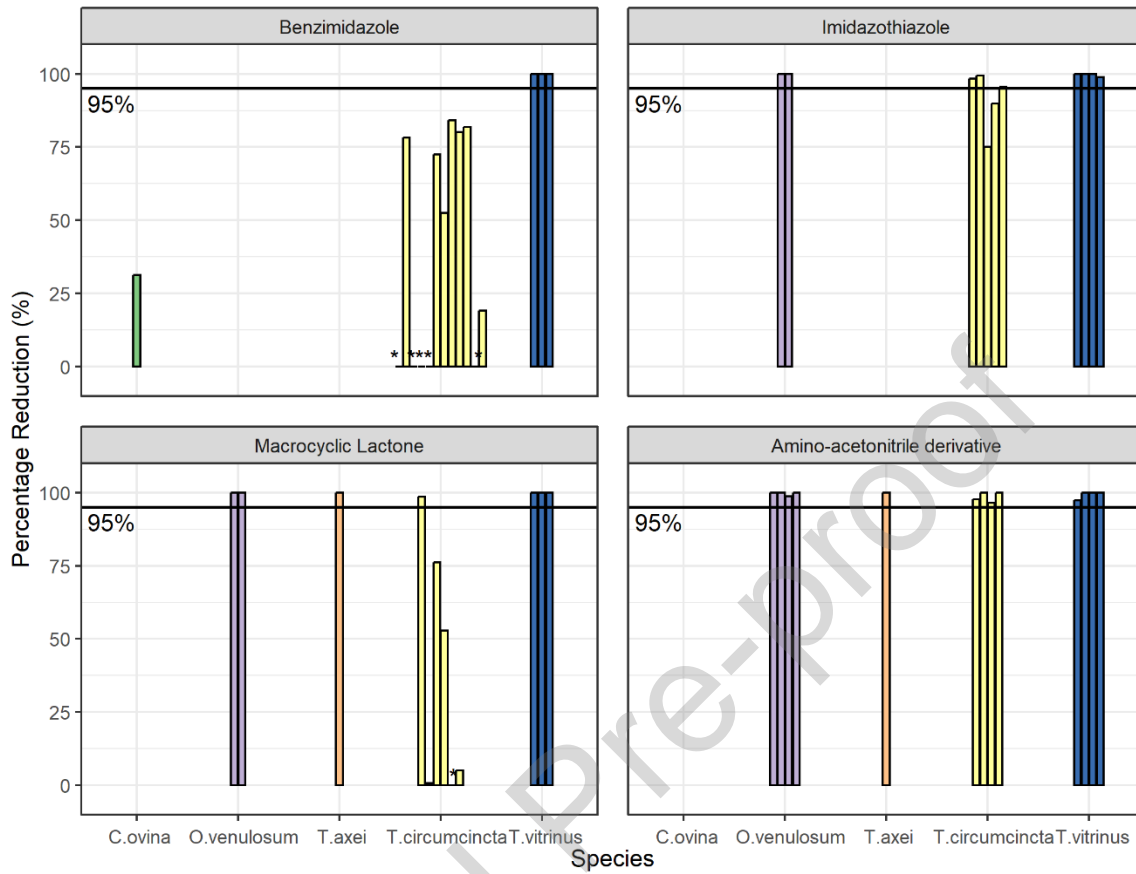 Benzimidazole
Imidazothiazole
100
95%
95%
75
50
25
0
* *** *
Macrocyclic Lactone
Amino-acetonitrile derivative
100
95%
95%
75
50
25
0
*
C.ovina O.venulosum T.axei T.circumcincta T.vitrinus
C.ovina O.venulosum T.axei T.circumcincta T.vitrinus
Species
Percentage Reduction (%)
l Pre-proof